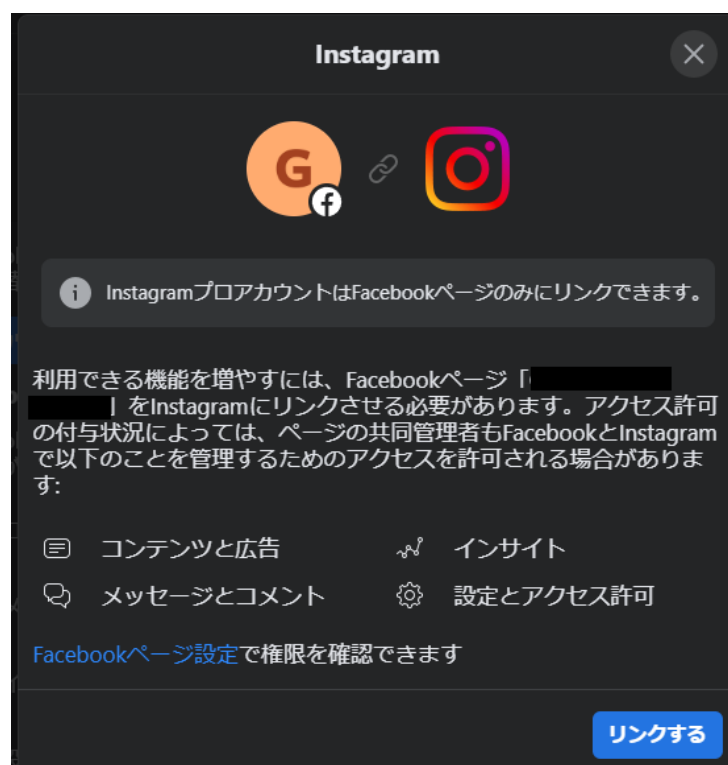 Instagram
G
InstagramプロアカウントはFacebookページのみにリンクできます。
利用できる機能を増やすには、Facebookページ「
」をInstagramにリンクさせる必要があります。アクセス許可
の付与状況によっては、ページの共同管理者もFacebookとInstagram
で以下のことを管理するためのアクセスを許可される場合がありま
す:
コンテンツと広告
インサイト
メッセージとコメント
設定とアクセス許可
Facebookページ設定で権限を確認できます
リンクする